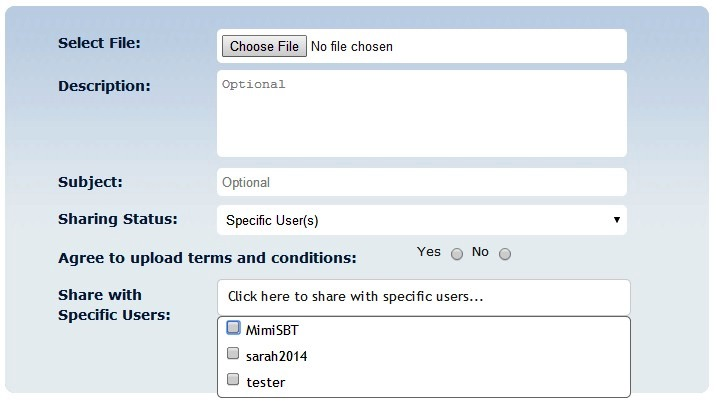 Select File:
Choose File No file chosen
Description:
Optional
Subject:
Optional
Sharing Status:
Specific User(s)
Agree to upload terms and conditions:
Yes No
Share with
Specific Users:
Click here to share with specific users...
MimiSBT
sarah2014
tester